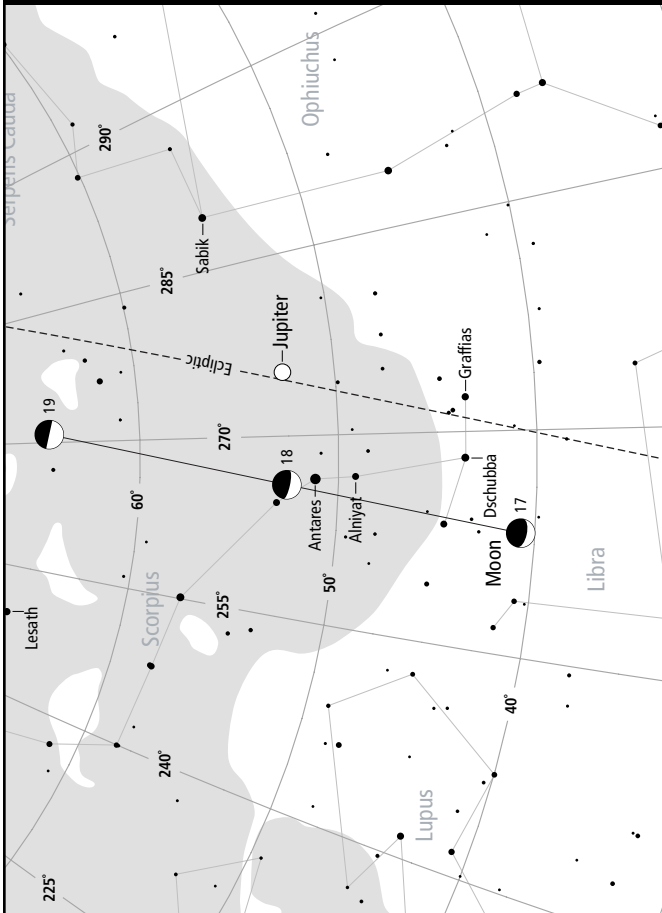 Ophiuchus
Serpens Cauda
290°
Sabik
285°
Jupiter
Ecliptic
Graffias
19
270°
18
60°
Antares
Alniyat
Dschubba
17
Moon
Libra
50°
Scorpius
255°
Lesath
40°
240°
Lupus
225°